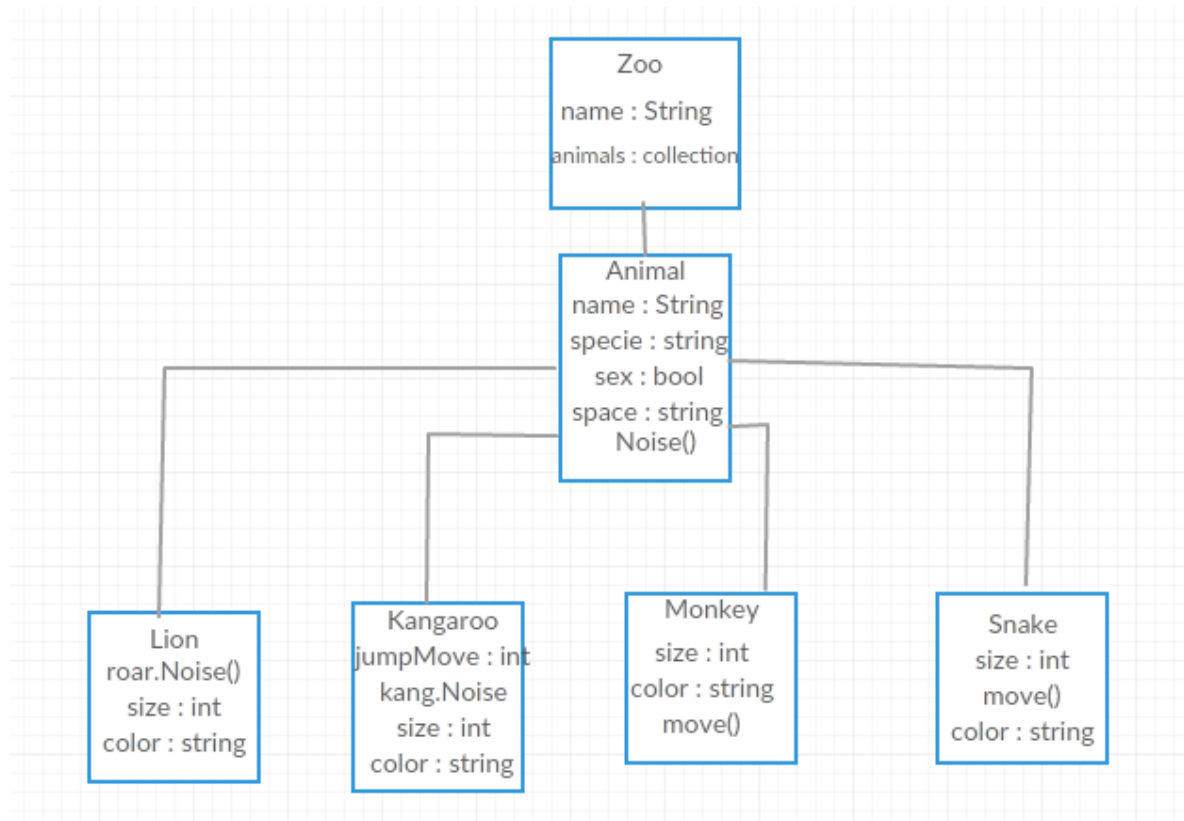 Zoo
name : String
animals : collection
Animal
name : String
specie : string
sex : bool
space : string
Noise()
Lion
roar.Noise()
size : int
color : string
Kangaroo
jumpMove : int
kang.Noise
size : int
color : string
Monkey
size : int
color : string
move()
Snake
size : int
move()
color : string